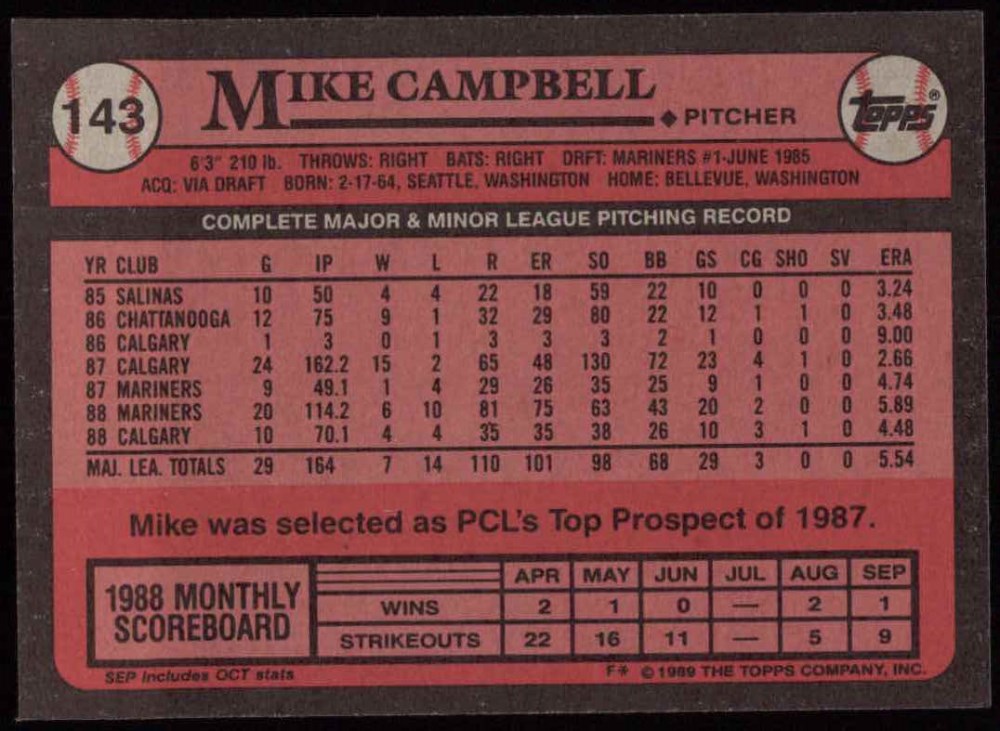 143
MIKE CAMPBELL
◆ PITCHER
TOPPS®
6'3" 210 lb. THROWS: RIGHT BATS: RIGHT DRFT: MARINERS #1-JUNE 1985
ACQ: VIA DRAFT BORN: 2-17-64, SEATTLE, WASHINGTON HOME: BELLEVUE, WASHINGTON
COMPLETE MAJOR & MINOR LEAGUE PITCHING RECORD
YR CLUB G IP W L R ER SO BB GS CG SHO SV ERA
85 SALINAS 10 50 4 4 22 18 59 22 10 0 0 0 3.24
86 CHATTANOOGA 12 75 9 1 32 29 80 22 12 1 1 0 3.48
86 CALGARY 1 3 0 1 3 3 3 2 1 0 0 0 9.00
87 CALGARY 24 162.2 15 2 65 48 130 72 23 4 1 0 2.66
87 MARINERS 9 49.1 1 4 29 26 35 25 9 1 0 0 4.74
88 MARINERS 20 114.2 6 10 81 75 63 43 20 2 0 0 5.89
88 CALGARY 10 70.1 4 4 35 35 38 26 10 3 1 0 4.48
MAJ. LEA. TOTALS 29 164 7 14 110 101 98 68 29 3 0 0 5.54
Mike was selected as PCL's Top Prospect of 1987.
1988 MONTHLY
SCOREBOARD
APR MAY JUN JUL AUG SEP
WINS 2 1 0 — 2 1
STRIKEOUTS 22 16 11 — 5 9
SEP Includes OCT stats
F* © 1989 THE TOPPS COMPANY, INC.